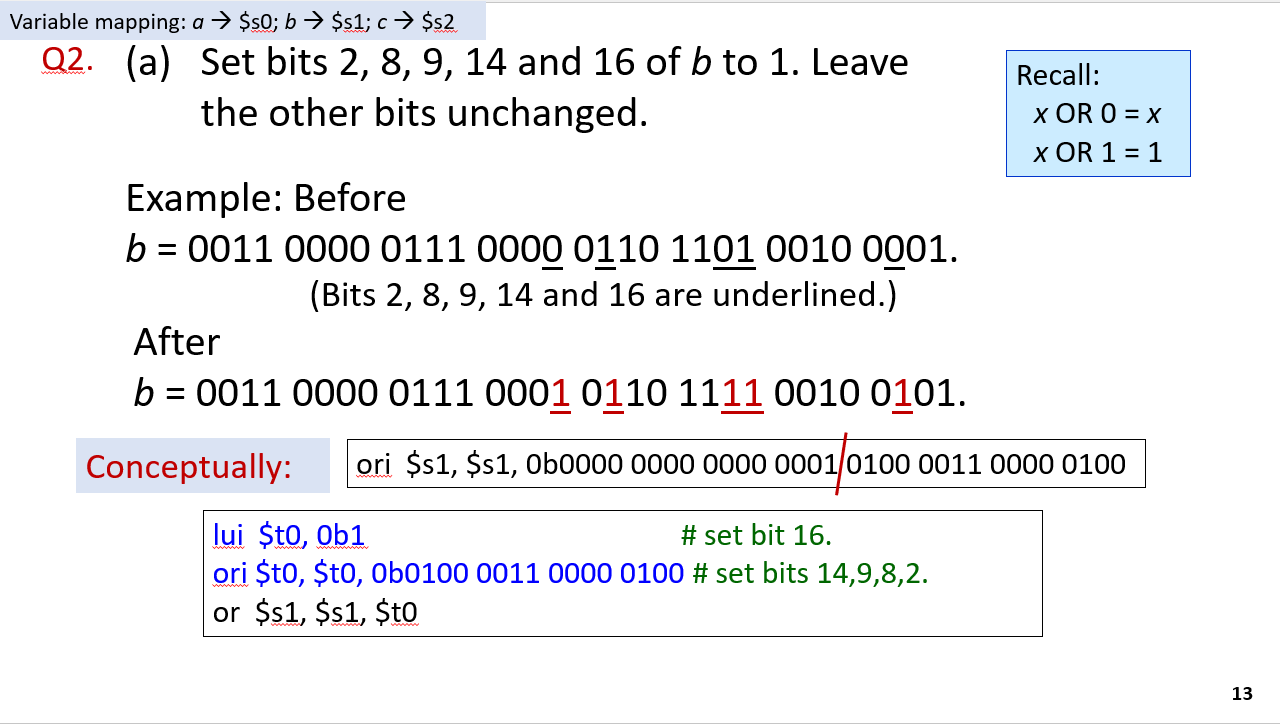 Variable mapping: a → $s0; b → $s1; c → $s2
Q2. (a) Set bits 2, 8, 9, 14 and 16 of b to 1. Leave
the other bits unchanged.
Recall:
x OR 0 = x
x OR 1 = 1
Example: Before
b = 0011 0000 0111 0000 0110 1101 0010 0001.
(Bits 2, 8, 9, 14 and 16 are underlined.)
After
b = 0011 0000 0111 0001 0110 1111 0010 0101.
Conceptually: ori $s1, $s1, 0b0000 0000 0000 0001/0100 0011 0000 0100
lui $t0, 0b1 # set bit 16.
ori $t0, $t0, 0b0100 0011 0000 0100 # set bits 14,9,8,2.
or $s1, $s1, $t0
13